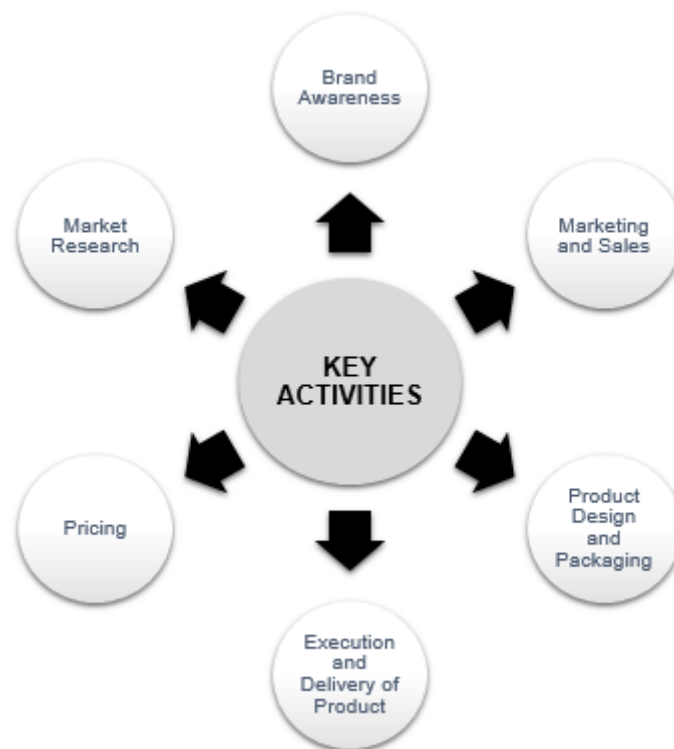 Brand
Awareness
Market
Research
Marketing
and Sales
KEY
ACTIVITIES
Pricing
Product
Design
and
Packaging
Execution
and
Delivery of
Product